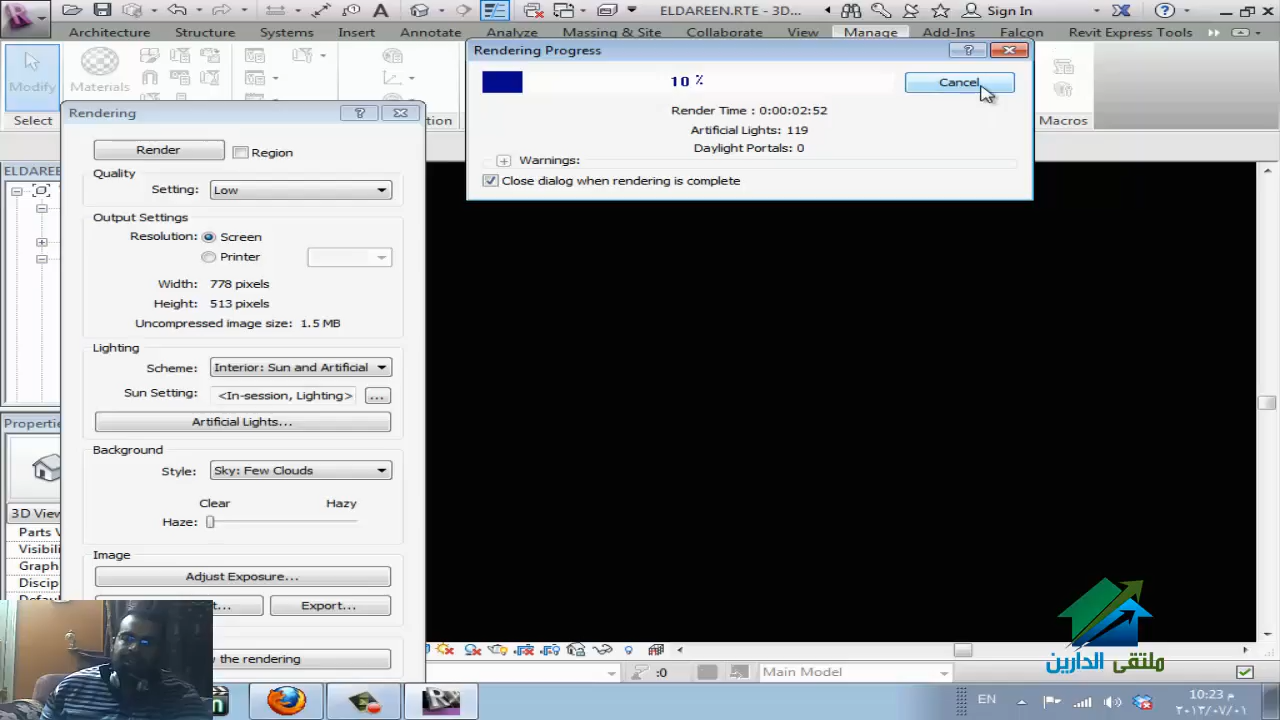 ELDAREEN.RTE - 3D...
Sign In
Architecture
Structure
Systems
Insert
Annotate
Analyze
Massing & Site
Collaborate
View
Manage
Add-Ins
Falcon
Revit Express Tools
Modify
Materials
Select
Macros
Rendering Progress
10 %
Cancel
Render Time : 0:00:02:52
Artificial Lights: 119
Daylight Portals: 0
Warnings:
Close dialog when rendering is complete
Rendering
Render
Region
Quality
Setting: Low
Output Settings
Resolution: Screen
Printer
Width: 778 pixels
Height: 513 pixels
Uncompressed image size: 1.5 MB
Lighting
Scheme: Interior: Sun and Artificial
Sun Setting: <In-session, Lighting>
...
Artificial Lights...
Background
Style: Sky: Few Clouds
Clear Hazy
Haze:
Image
Adjust Exposure...
Export...
the rendering
Properti
3D View
Parts V
Visibili
Graph
Discip
:0
Main Model
ملتقى الدارين
EN
10:23 م
٢٠١٣/٠٧/٠١